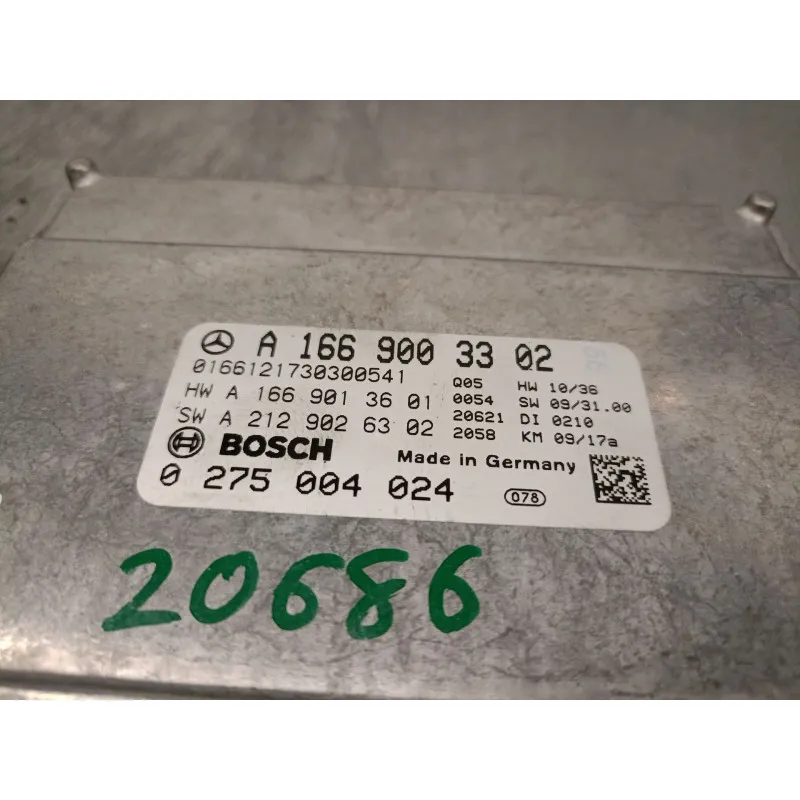 A 166 900 33 02
0166121730300541
HW A 166 901 36 01
SW A 212 902 63 02
Q05 HW 10/36
0054 SW 09/31.00
20621 DI 0210
2058 KM 09/17a
BOSCH Made in Germany
0 275 004 024 078
20686